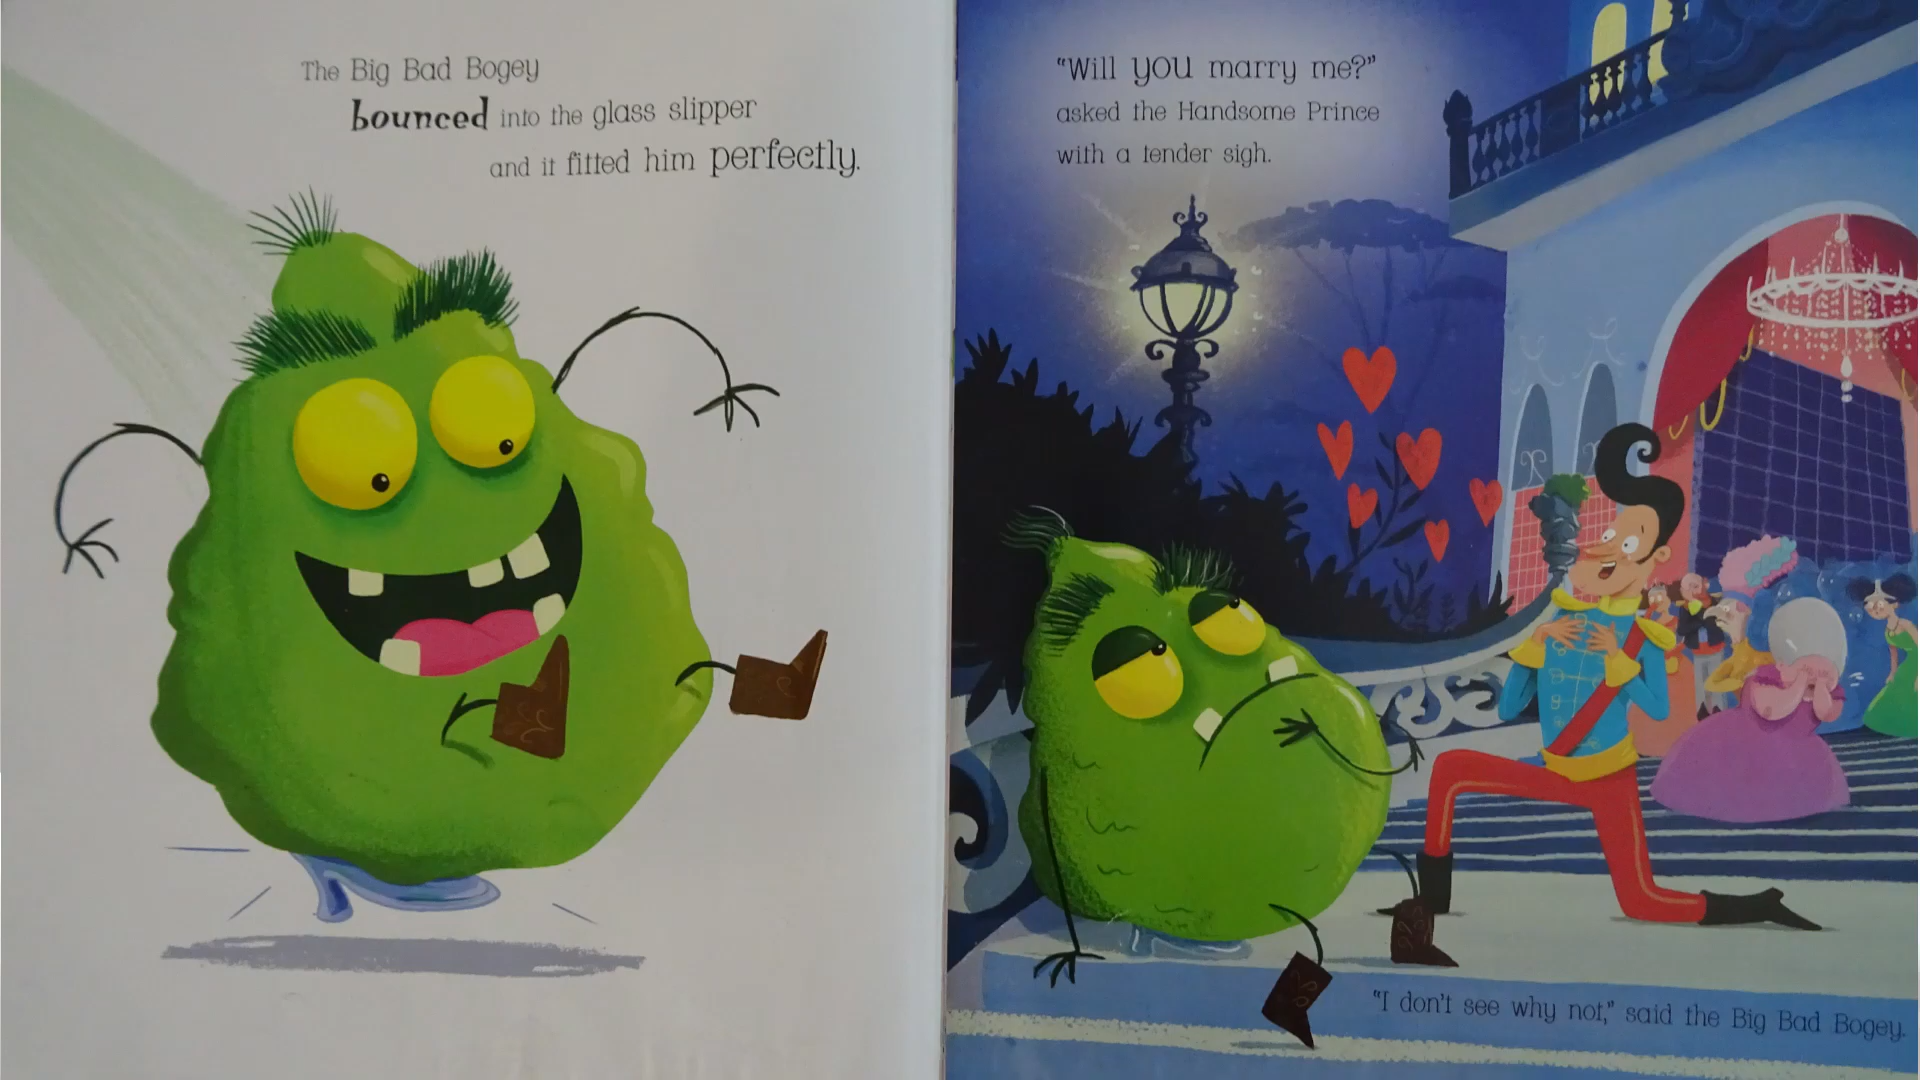 The Big Bad Bogey
bounced into the glass slipper
and it fitted him perfectly.
"Will you marry me?"
asked the Handsome Prince
with a tender sigh.
"I don't see why not," said the Big Bad Bogey.